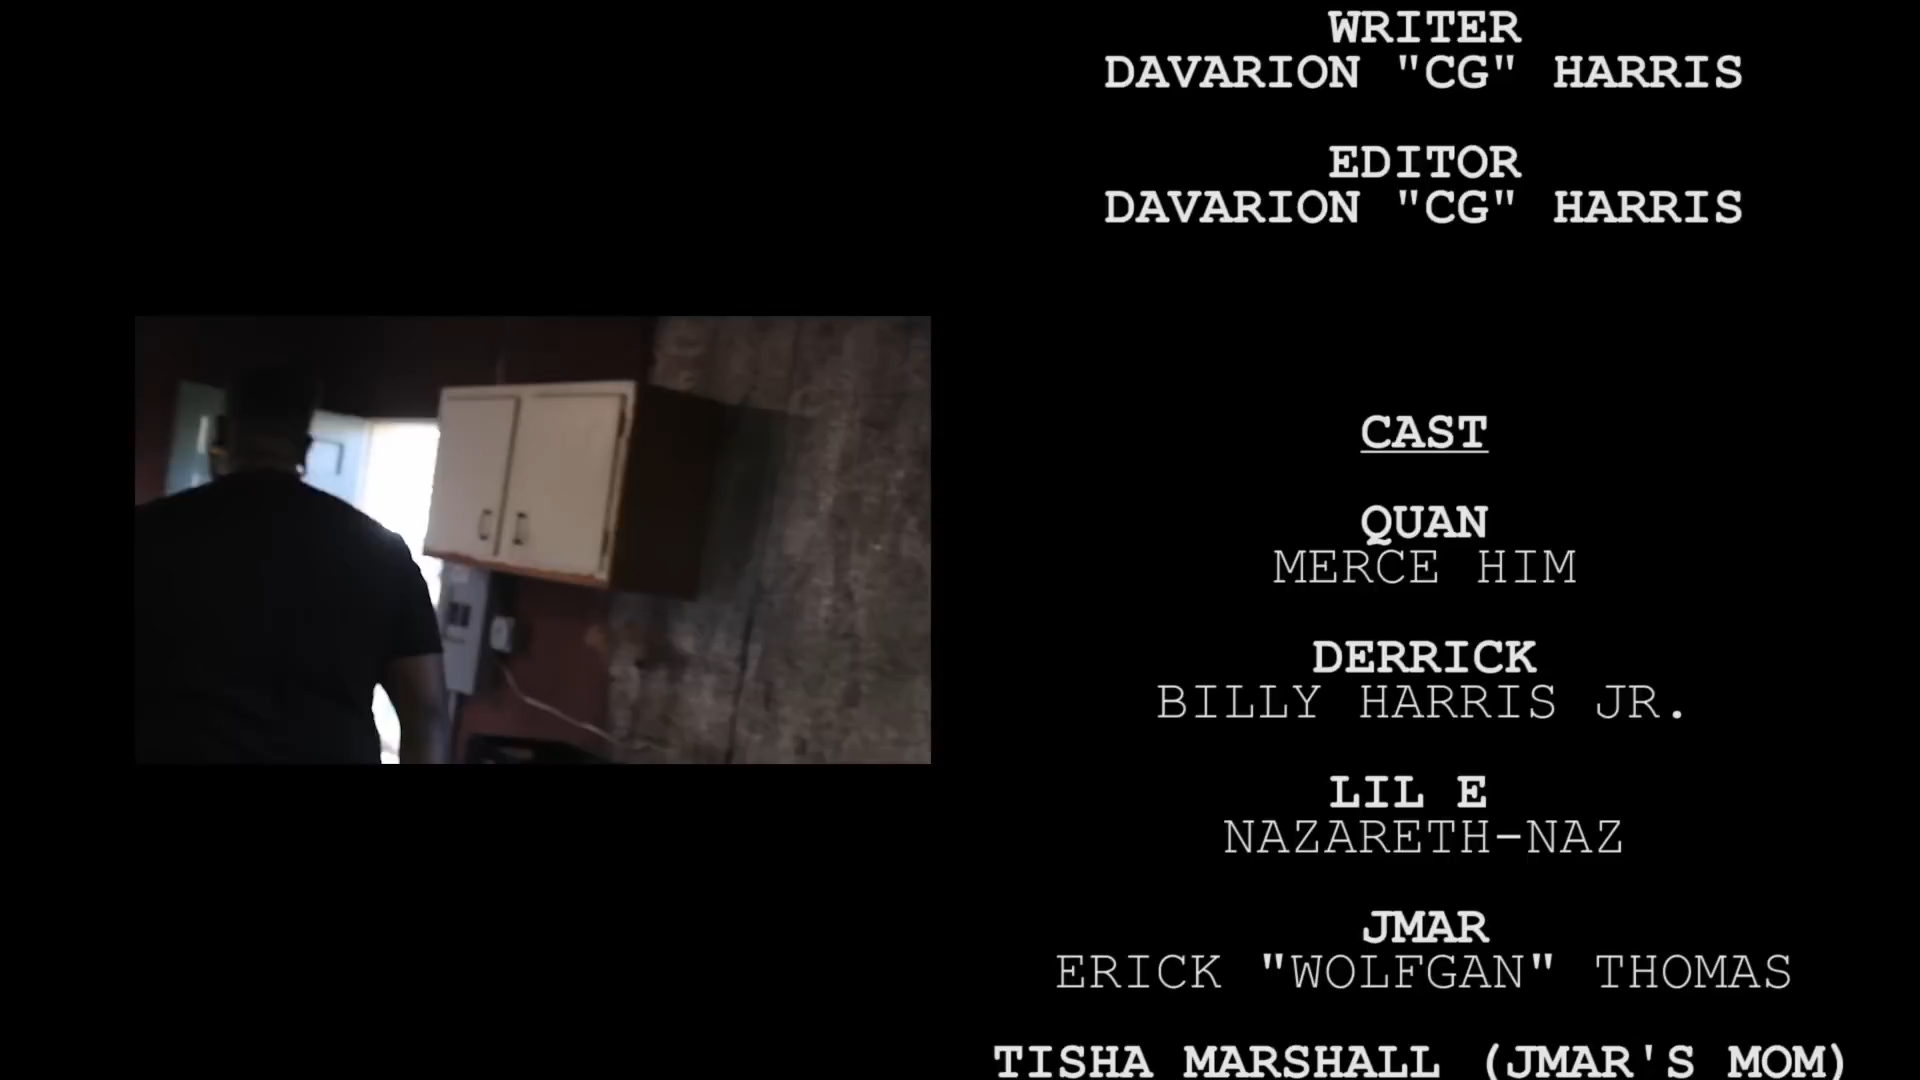 WRITER
DAVARION "CG" HARRIS
EDITOR
DAVARION "CG" HARRIS
CAST
QUAN
MERCE HIM
DERRICK
BILLY HARRIS JR.
LIL E
NAZARETH-NAZ
JMAR
ERICK "WOLFGAN" THOMAS
TISHA MARSHALL (JMAR'S MOM)